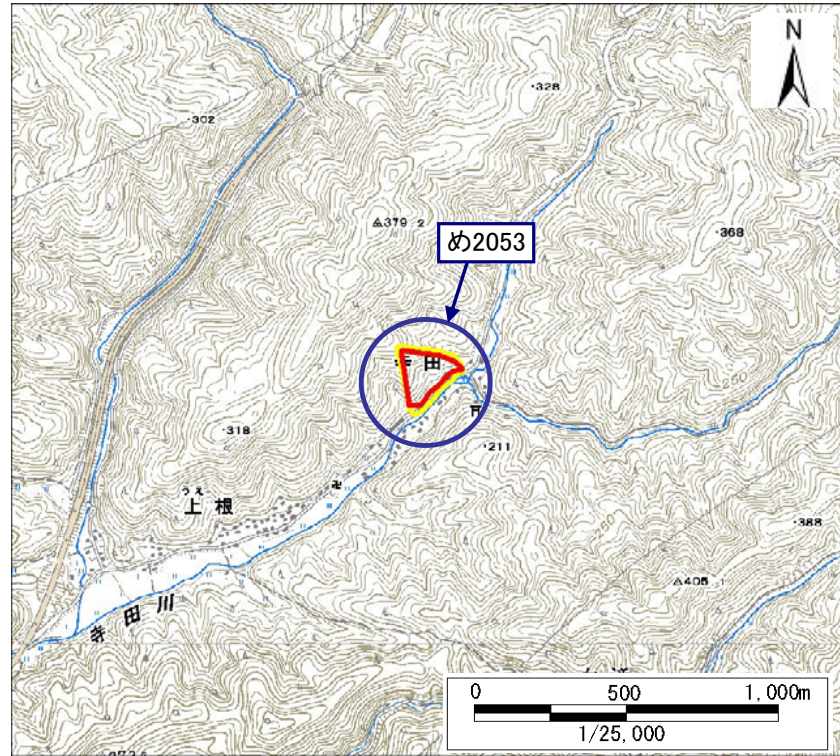 N
・328
・302
△379.2
・368
め2053
寺田
・318
・211
うえ
上根
・388
△405.1
寺田川
0 500 1,000m
1/25,000